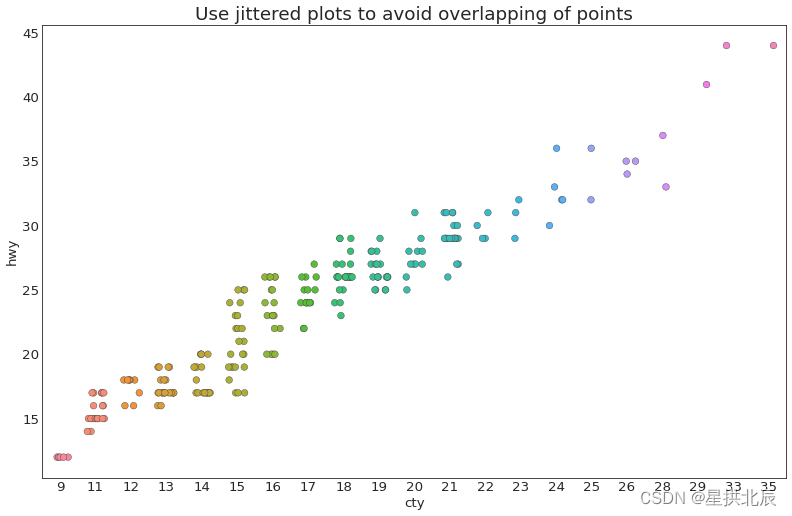 Use jittered plots to avoid overlapping of points
45
40
35
30
25
20
15
hwy
9 11 12 13 14 15 16 17 18 19 20 21 22 23 24 25 26 28 29 33 35
cty
CSDN @星拱北辰